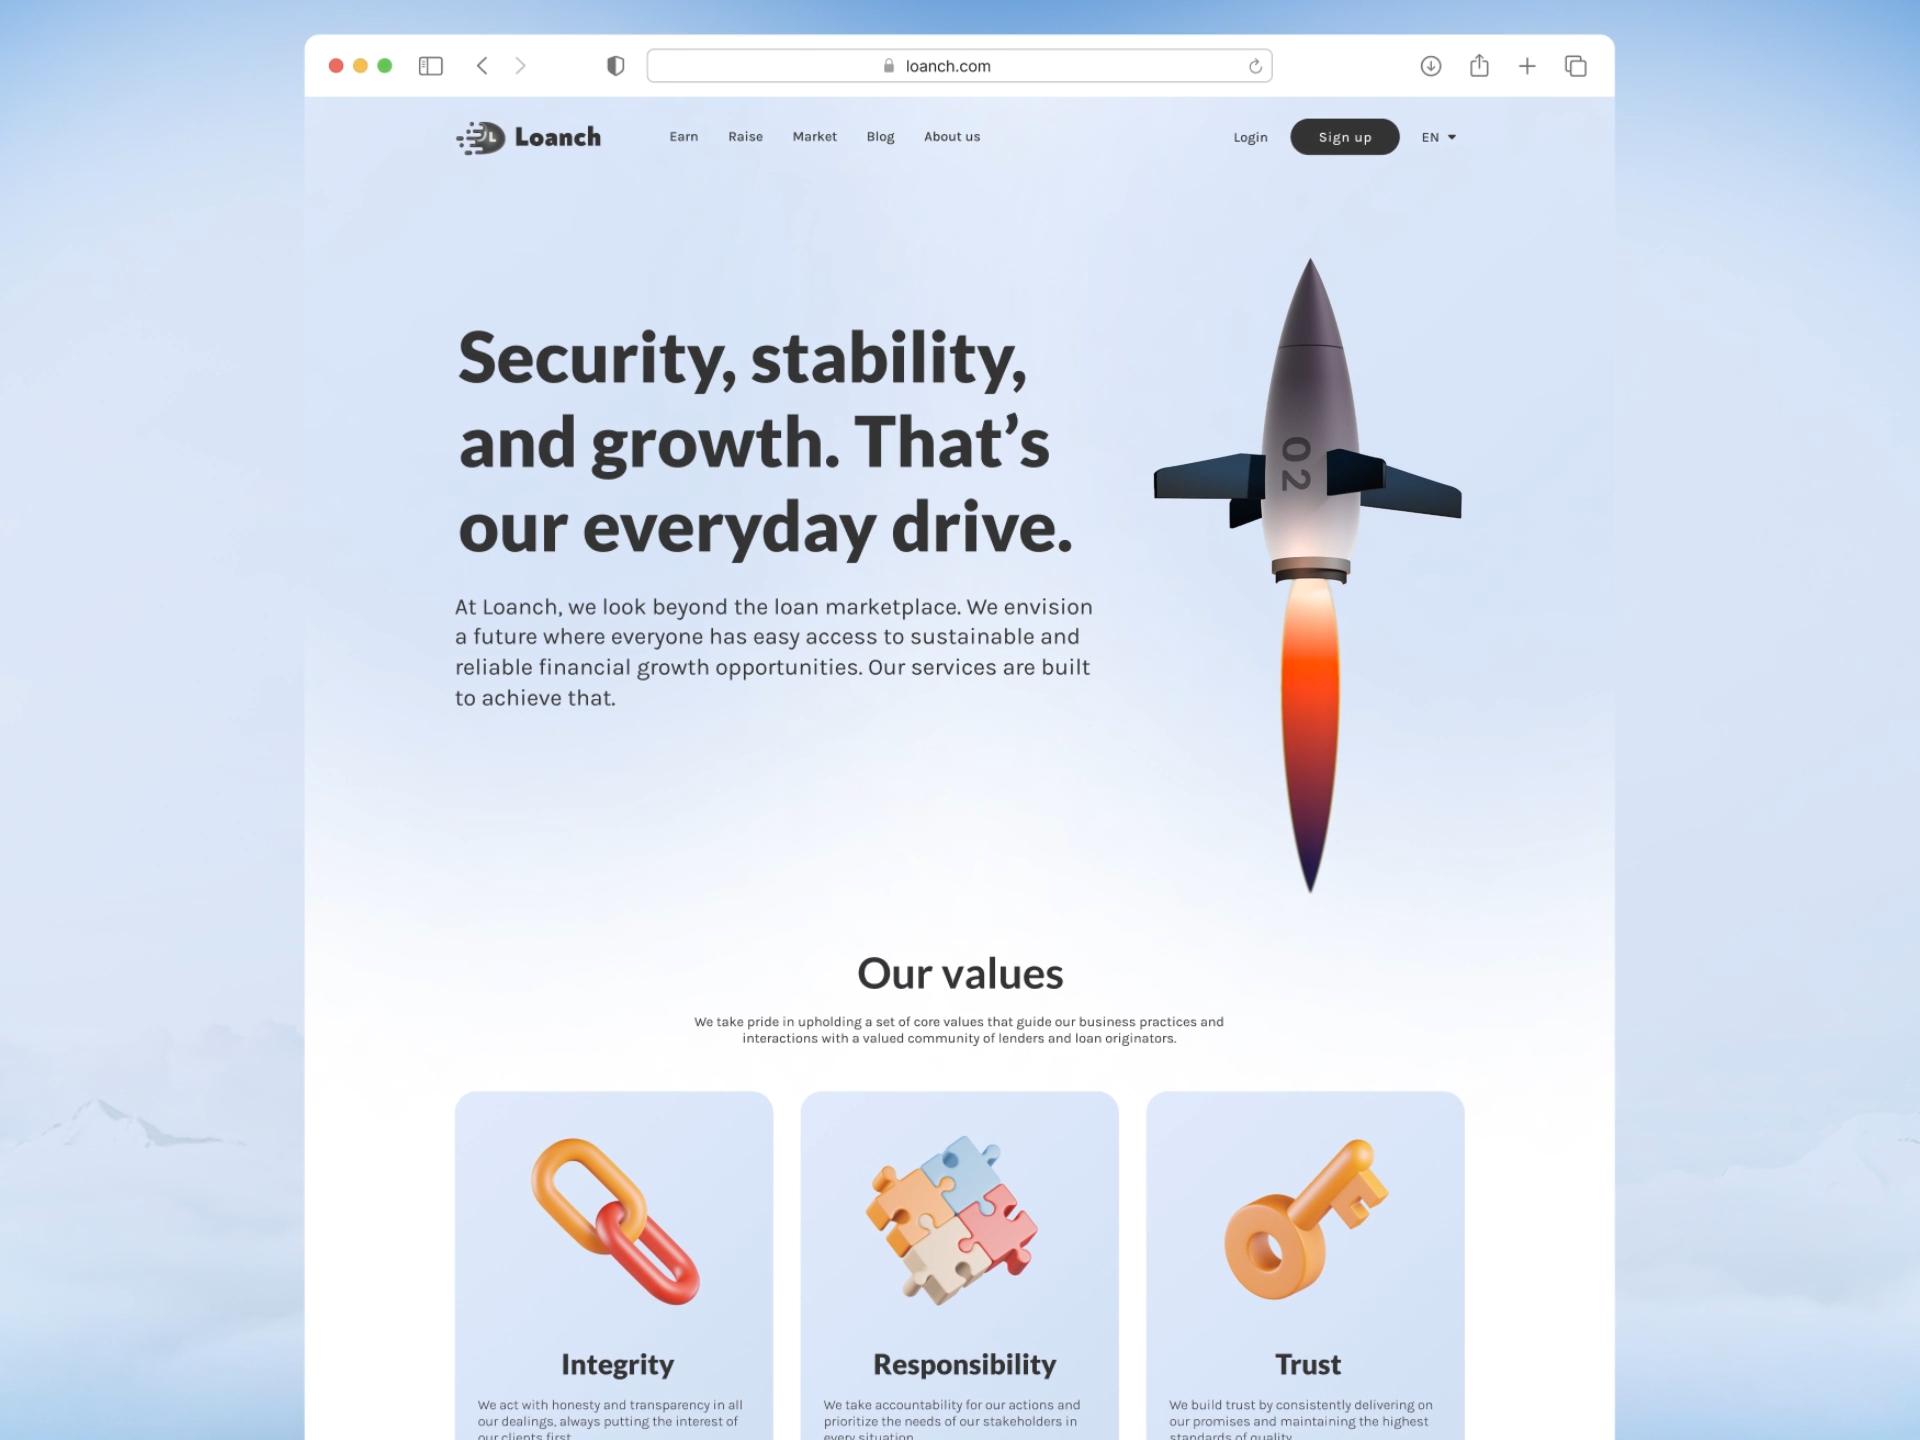 loanch.com
Loanch
Earn
Raise
Market
Blog
About us
Login
Sign up
EN
Security, stability,
and growth. That’s
our everyday drive.
At Loanch, we look beyond the loan marketplace. We envision
a future where everyone has easy access to sustainable and
reliable financial growth opportunities. Our services are built
to achieve that.
02
Our values
We take pride in upholding a set of core values that guide our business practices and
interactions with a valued community of lenders and loan originators.
Integrity
We act with honesty and transparency in all
our dealings, always putting the interest of
our clients first.
Responsibility
We take accountability for our actions and
prioritize the needs of our stakeholders in
every situation.
Trust
We build trust by consistently delivering on
our promises and maintaining the highest
standards of quality.